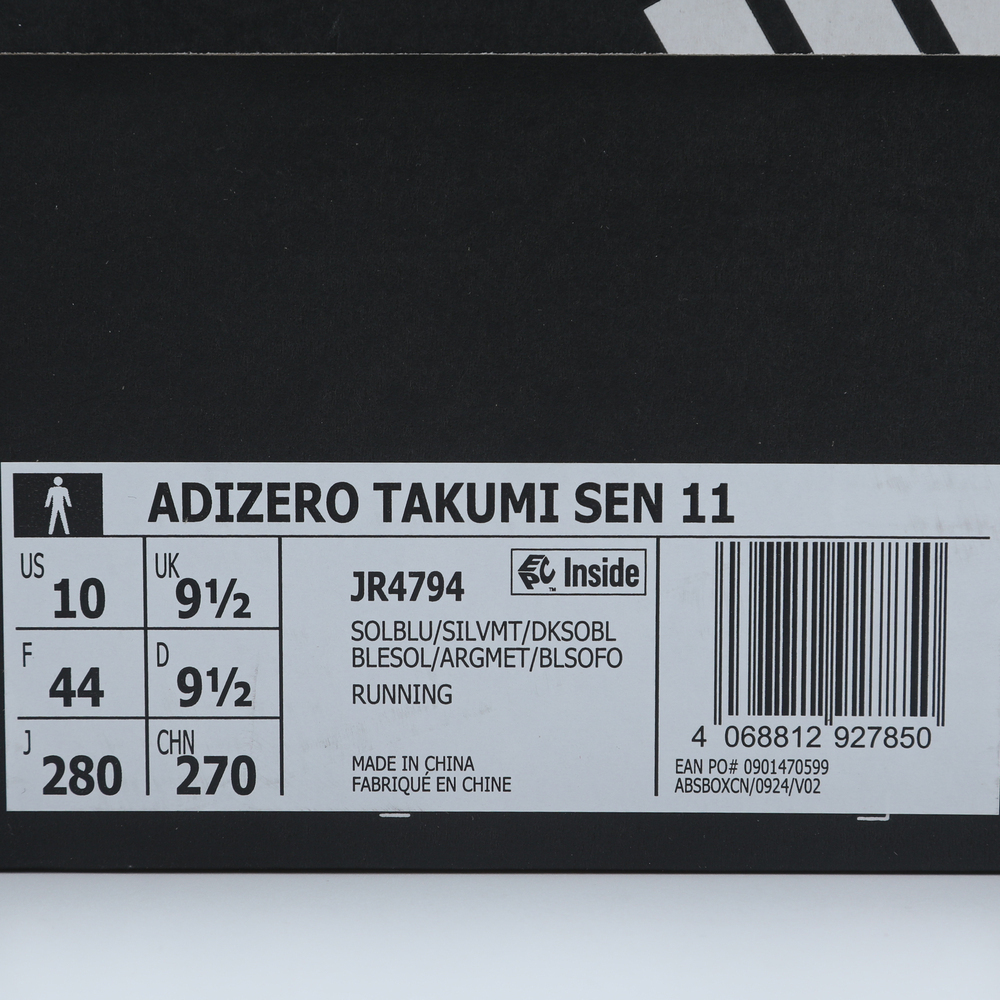 ADIZERO TAKUMI SEN 11
US 10 UK 9½
F 44 D 9½
J 280 CHN 270
JR4794
EPC Inside
™
SOLBLU/SILVMT/DKSOBL
BLESOL/ARGMET/BLSOFO
RUNNING
MADE IN CHINA
FABRIQUÉ EN CHINE
4 068812 927850
EAN PO# 0901470599
ABSBOXCN/0924/V02